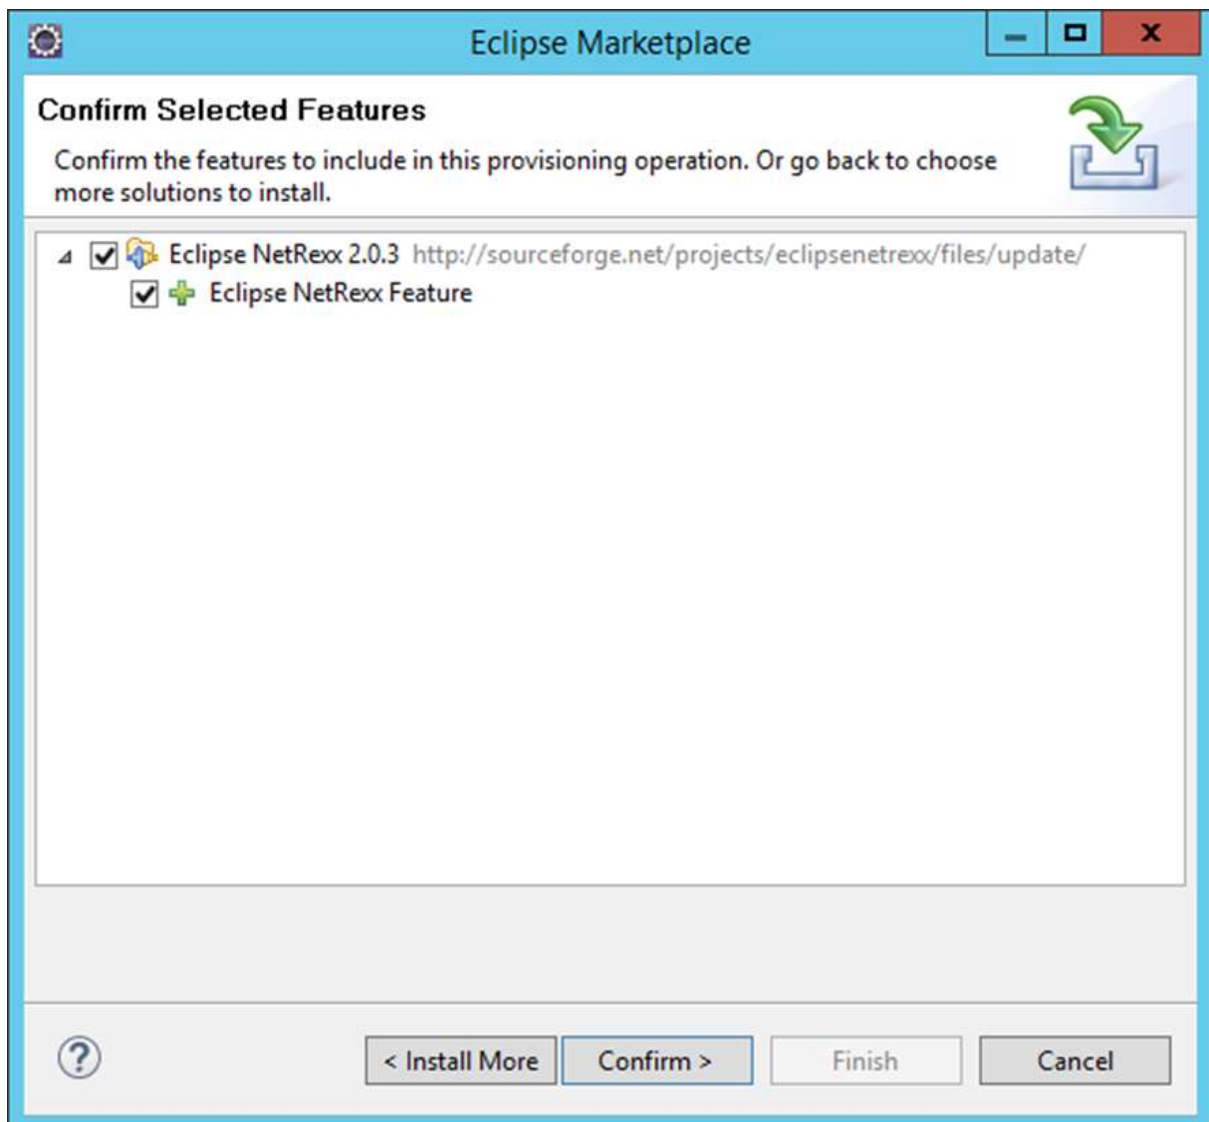 Eclipse Marketplace
Confirm Selected Features
Confirm the features to include in this provisioning operation. Or go back to choose
more solutions to install.
Eclipse NetRexx 2.0.3 http://sourceforge.net/projects/eclipsenetrexx/files/update/
Eclipse NetRexx Feature
< Install More Confirm > Finish Cancel